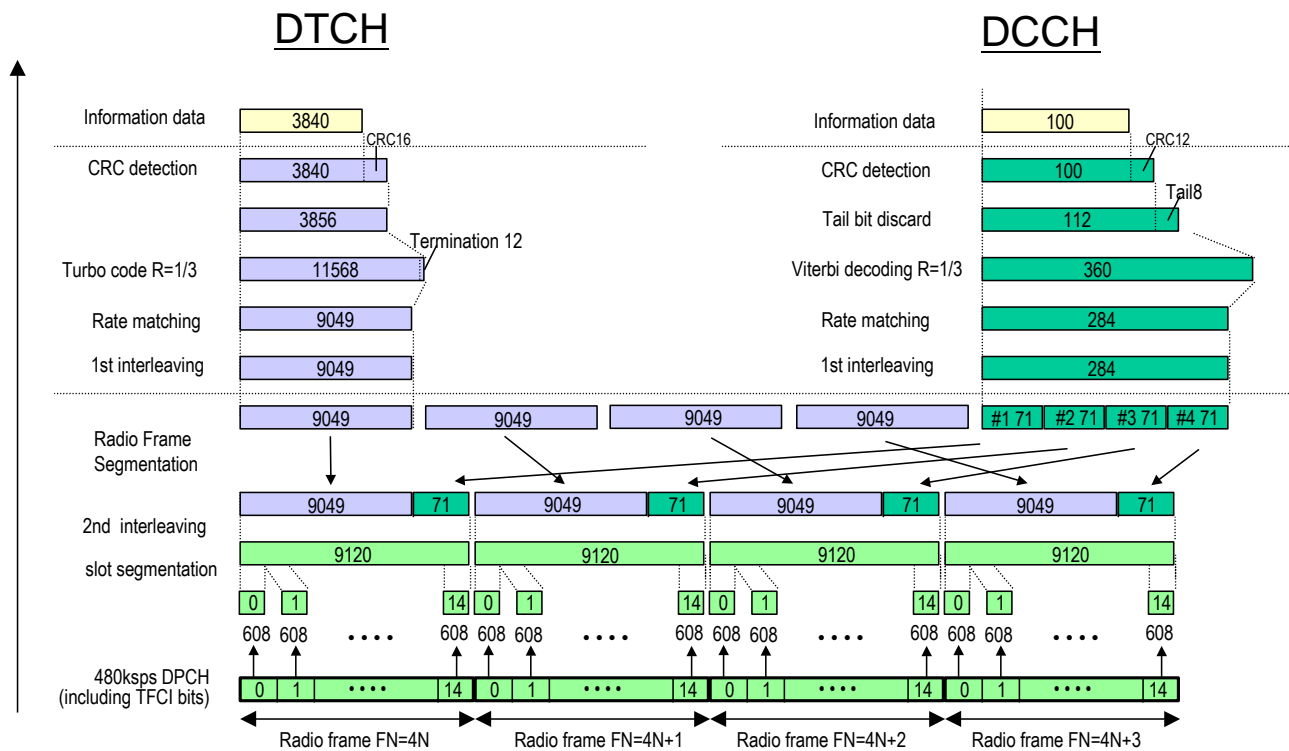 DTCH
DCCH
Information data
3840
Information data
100
CRC16
CRC12
CRC detection
3840
CRC detection
100
Tail8
3856
Tail bit discard
112
Termination 12
Turbo code R=1/3
11568
Viterbi decoding R=1/3
360
Rate matching
9049
Rate matching
284
1st interleaving
9049
1st interleaving
284
9049 9049 9049 9049 #1 71 #2 71 #3 71 #4 71
Radio Frame
Segmentation
9049 71 9049 71 9049 71 9049 71
2nd interleaving
9120 9120 9120 9120
slot segmentation
0 1 14 0 1 14 0 1 14 0 1 14
608 608 •••• 608 608 608 •••• 608 608 608 •••• 608 608 608 •••• 608
480ksps DPCH
(including TFCI bits)
0 1 •••• 14 0 1 •••• 14 0 1 •••• 14 0 1 •••• 14
Radio frame FN=4N Radio frame FN=4N+1 Radio frame FN=4N+2 Radio frame FN=4N+3